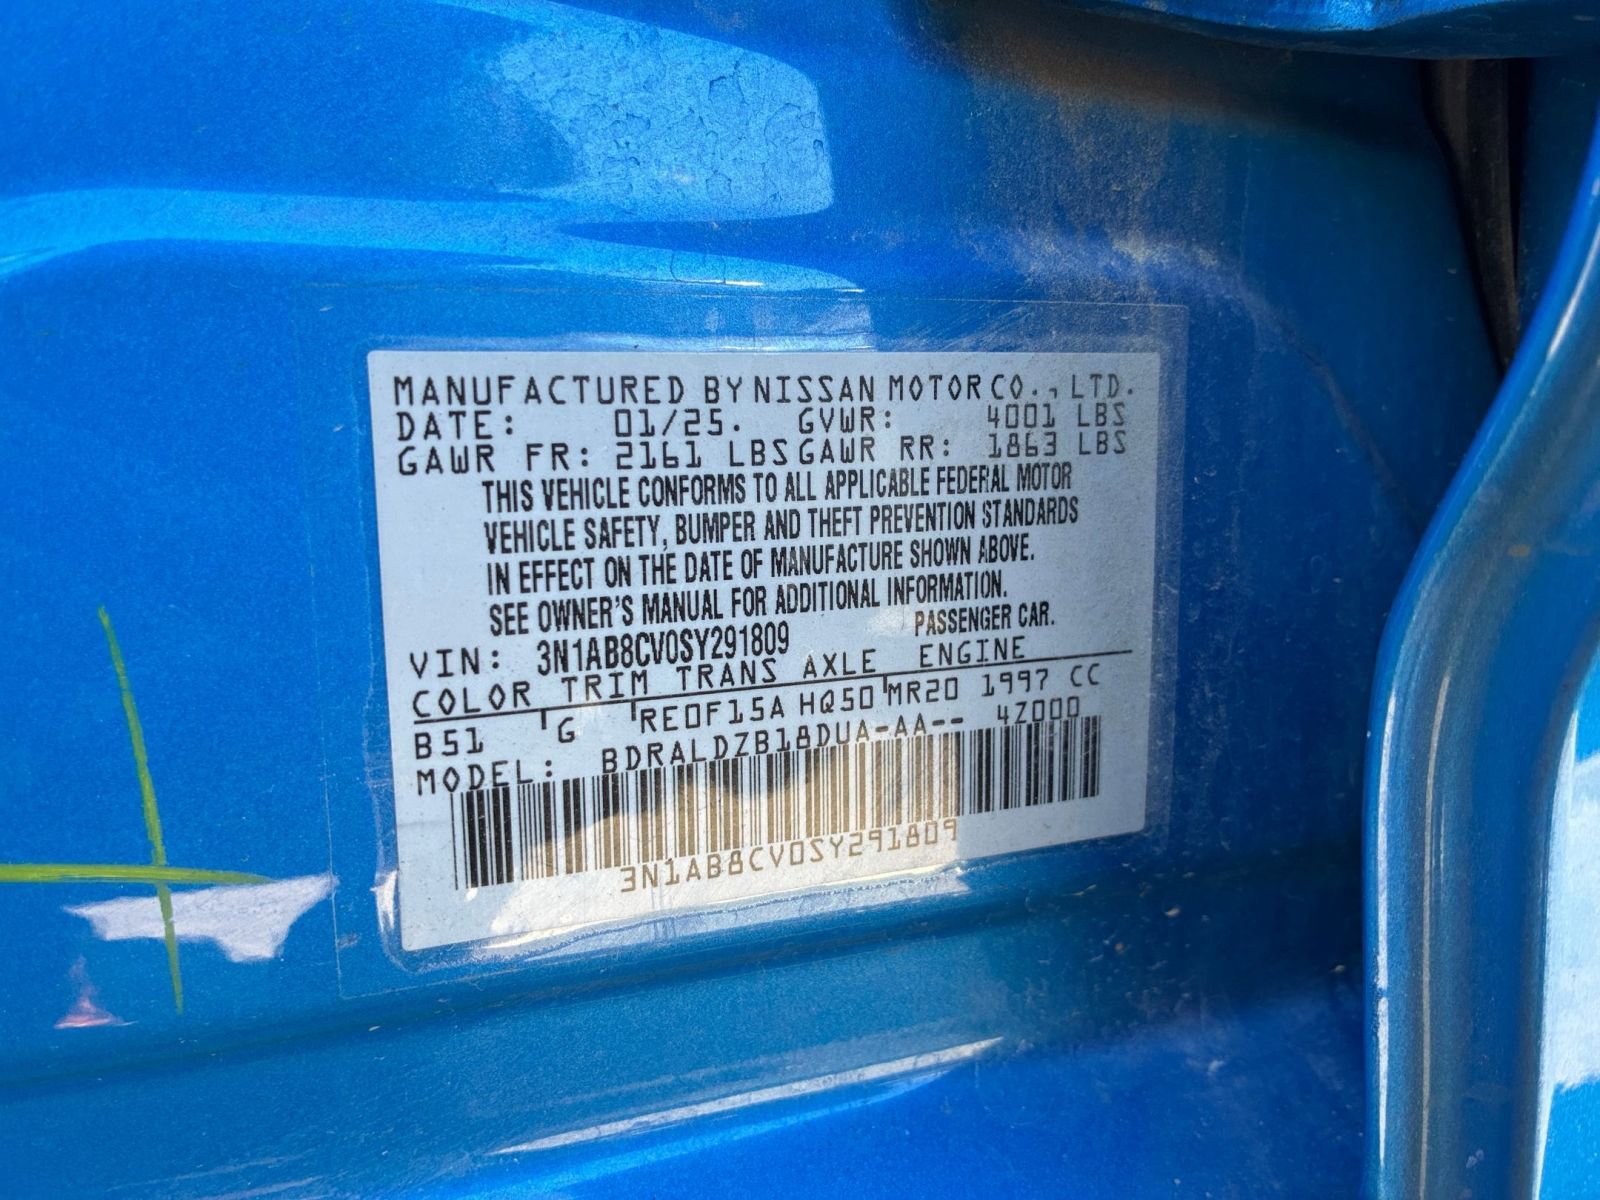 MANUFACTURED BY NISSAN MOTOR CO., LTD.
DATE: 01/25. GVWR: 4001 LBS
GAWR FR: 2161 LBS GAWR RR: 1863 LBS
THIS VEHICLE CONFORMS TO ALL APPLICABLE FEDERAL MOTOR
VEHICLE SAFETY, BUMPER AND THEFT PREVENTION STANDARDS
IN EFFECT ON THE DATE OF MANUFACTURE SHOWN ABOVE.
SEE OWNER'S MANUAL FOR ADDITIONAL INFORMATION.
VIN: 3N1AB8CV0SY291809 PASSENGER CAR.
COLOR TRIM TRANS AXLE ENGINE
B51 G RE0F15A HQ50 MR20 1997 CC
MODEL: BDRALDZB18DUA-AA-- 4Z000
3N1AB8CV0SY291809